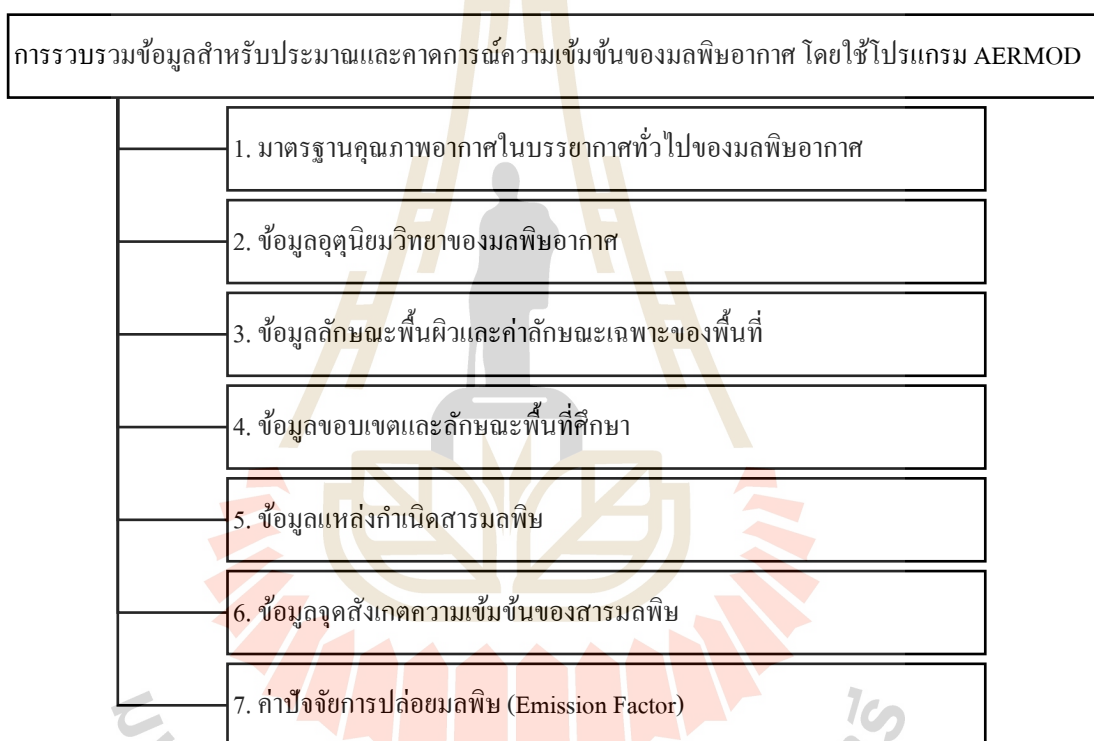 การรวบรวมข้อมูลสำหรับประมาณและคาดการณ์ความเข้มข้นของมลพิษอากาศ โดยใช้โปรแกรม AERMOD
1. มาตรฐานคุณภาพอากาศในบรรยากาศทั่วไปของมลพิษอากาศ
2. ข้อมูลอุตุนิยมวิทยาของมลพิษอากาศ
3. ข้อมูลลักษณะพื้นผิวและค่าลักษณะเฉพาะของพื้นที่
4. ข้อมูลขอบเขตและลักษณะพื้นที่ศึกษา
5. ข้อมูลแหล่งกำเนิดสารมลพิษ
6. ข้อมูลจุดสังเกตความเข้มข้นของสารมลพิษ
7. ค่าปัจจัยการปล่อยมลพิษ (Emission Factor)